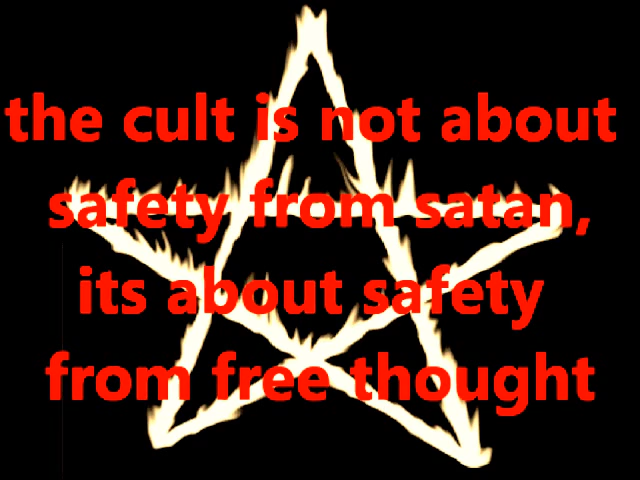 the cult is not about
safety from satan,
its about safety
from free thought